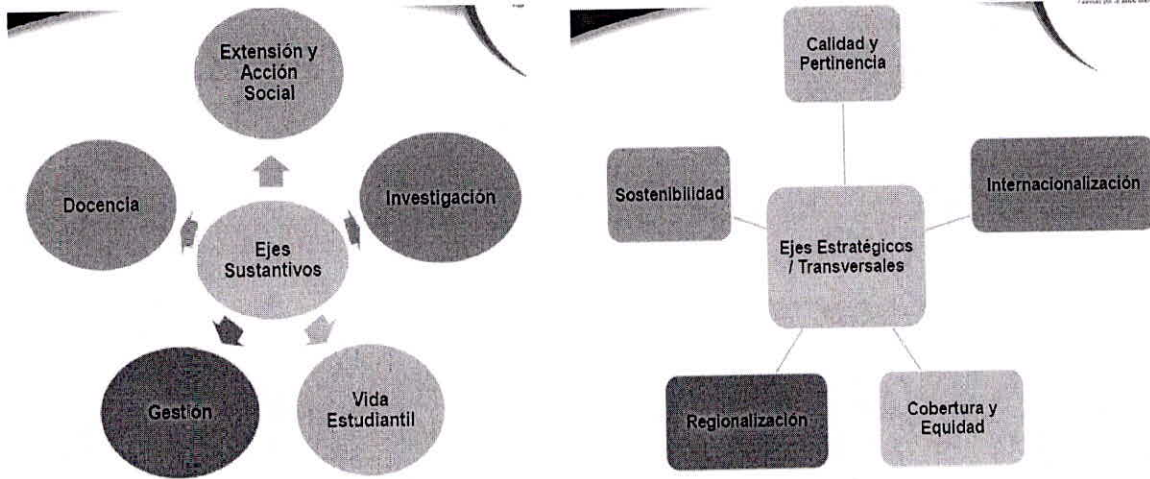 Extensión y
Acción
Social
Docencia
Investigación
Ejes
Sustantivos
Gestión
Vida
Estudiantil
Calidad y
Pertinencia
Sostenibilidad
Internacionalización
Ejes Estratégicos
/ Transversales
Regionalización
Cobertura y
Equidad